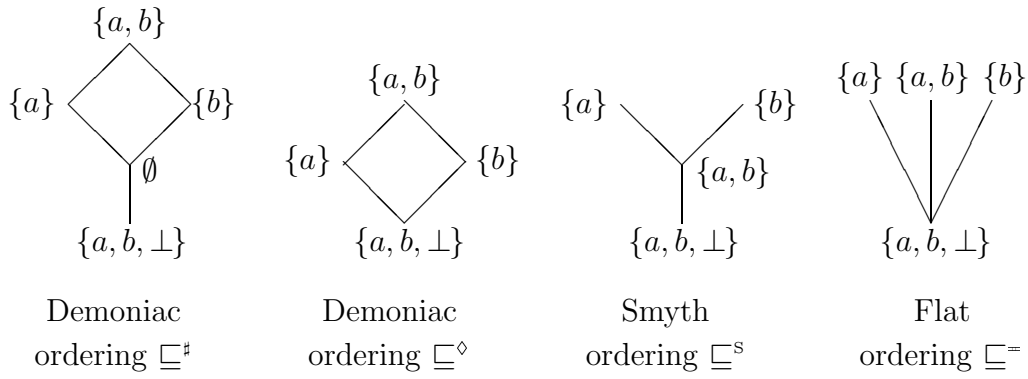 {a, b}
{a}
{b}
∅
{a, b, ⊥}
Demoniac
ordering ⊑♯
{a, b}
{a}
{b}
{a, b, ⊥}
Demoniac
ordering ⊑◊
{a}
{b}
{a, b}
{a, b, ⊥}
Smyth
ordering ⊑S
{a} {a, b} {b}
{a, b, ⊥}
Flat
ordering ⊑=